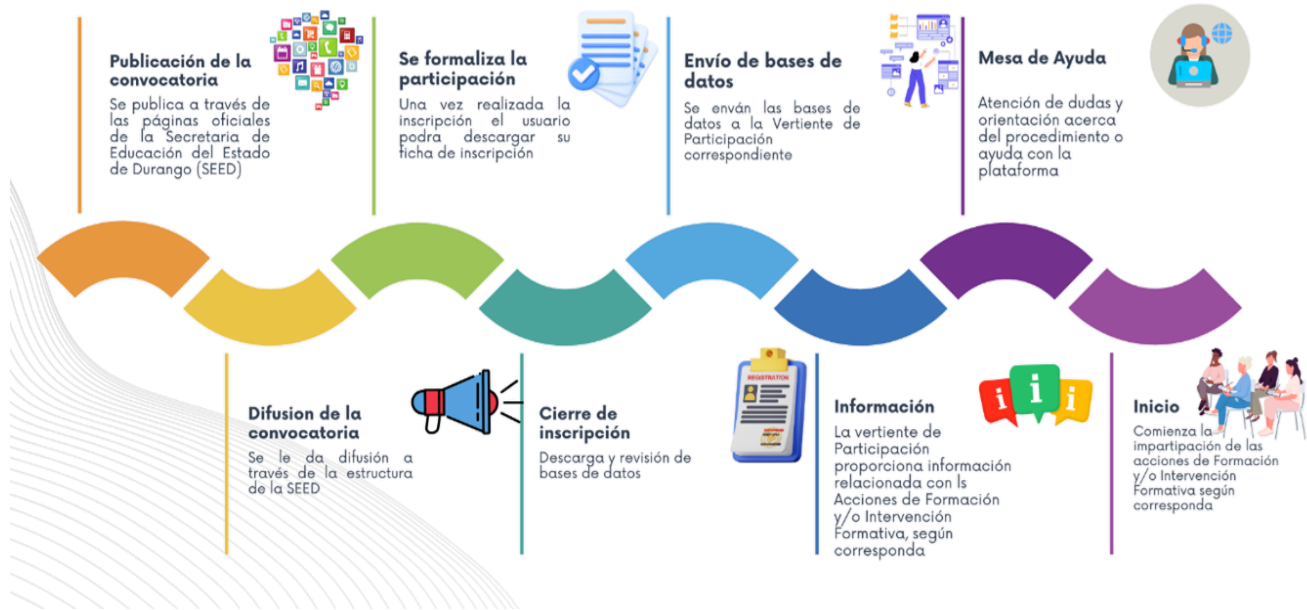 Publicación de la
convocatoria
Se publica a través de
las páginas oficiales
de la Secretaria de
Educación del Estado
de Durango (SEED)
Difusion de la
convocatoria
Se le da difusión a
través de la estructura
de la SEED
Se formaliza la
participación
Una vez realizada la
inscripción el usuario
podra descargar su
ficha de inscripción
Cierre de
inscripción
Descarga y revisión de
bases de datos
REGISTRATION
Envío de bases de
datos
Se enván las bases de
datos a la Vertiente de
Participación
correspondiente
Información
La vertiente de
Participación
proporciona información
relacionada con ls
Acciones de Formación
y/o Intervención
Formativa, según
corresponda
i
i
i
Mesa de Ayuda
Atención de dudas y
orientación acerca
del procedimiento o
ayuda con la
plataforma
Inicio
Comienza la
impartipación de las
acciones de Formación
y/o Intervención
Formativa según
corresponda